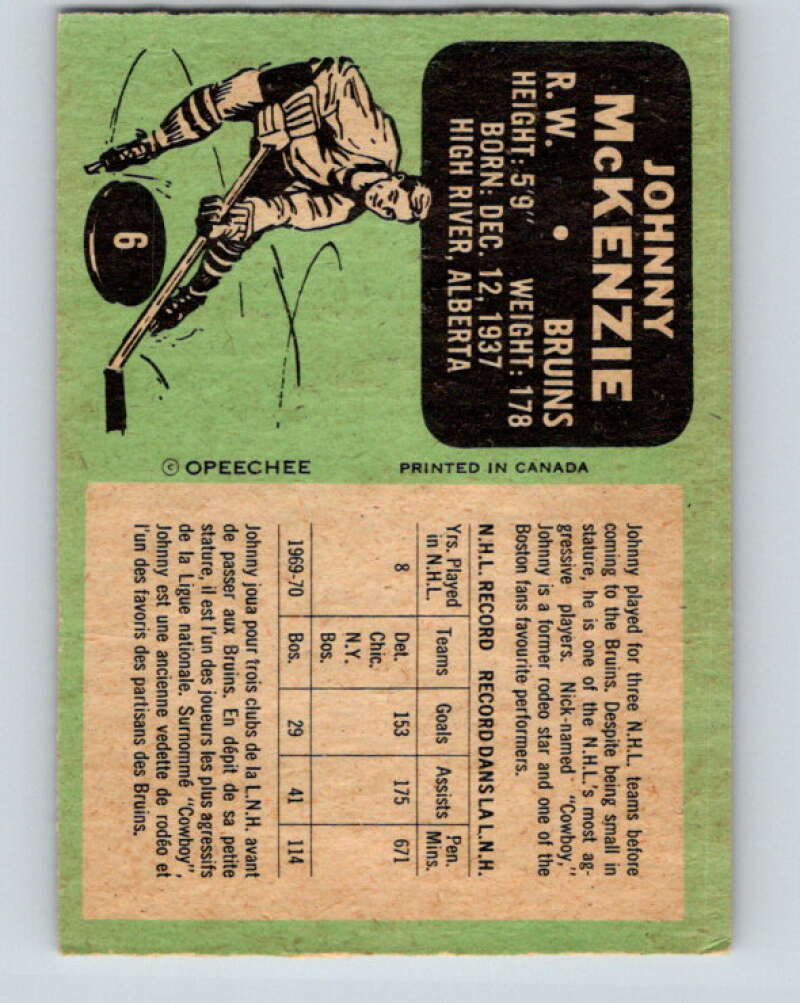 JOHNNY
McKENZIE
R. W. • BRUINS
HEIGHT: 5'9" WEIGHT: 178
BORN: DEC. 12, 1937
HIGH RIVER, ALBERTA
6
© OPEECHEE PRINTED IN CANADA
Johnny played for three N.H.L. teams before
coming to the Bruins. Despite being small in
stature, he is one of the N.H.L.'s most ag-
gressive players. Nick-named "Cowboy,"
Johnny is a former rodeo star and one of the
Boston fans favourite performers.
N.H.L. RECORD RECORD DANS LA L.N.H.
Yrs. Played in N.H.L. Teams Goals Assists Pen. Mins.
8 Det. 153 175 671
Chic.
N.Y.
Bos.
1969-70 Bos. 29 41 114
Johnny joua pour trois clubs de la L.N.H. avant
de passer aux Bruins. En dépit de sa petite
stature, il est l'un des joueurs les plus agressifs
de la Ligue nationale. Surnommé "Cowboy",
Johnny est une ancienne vedette de rodéo et
l'un des favoris des partisans des Bruins.